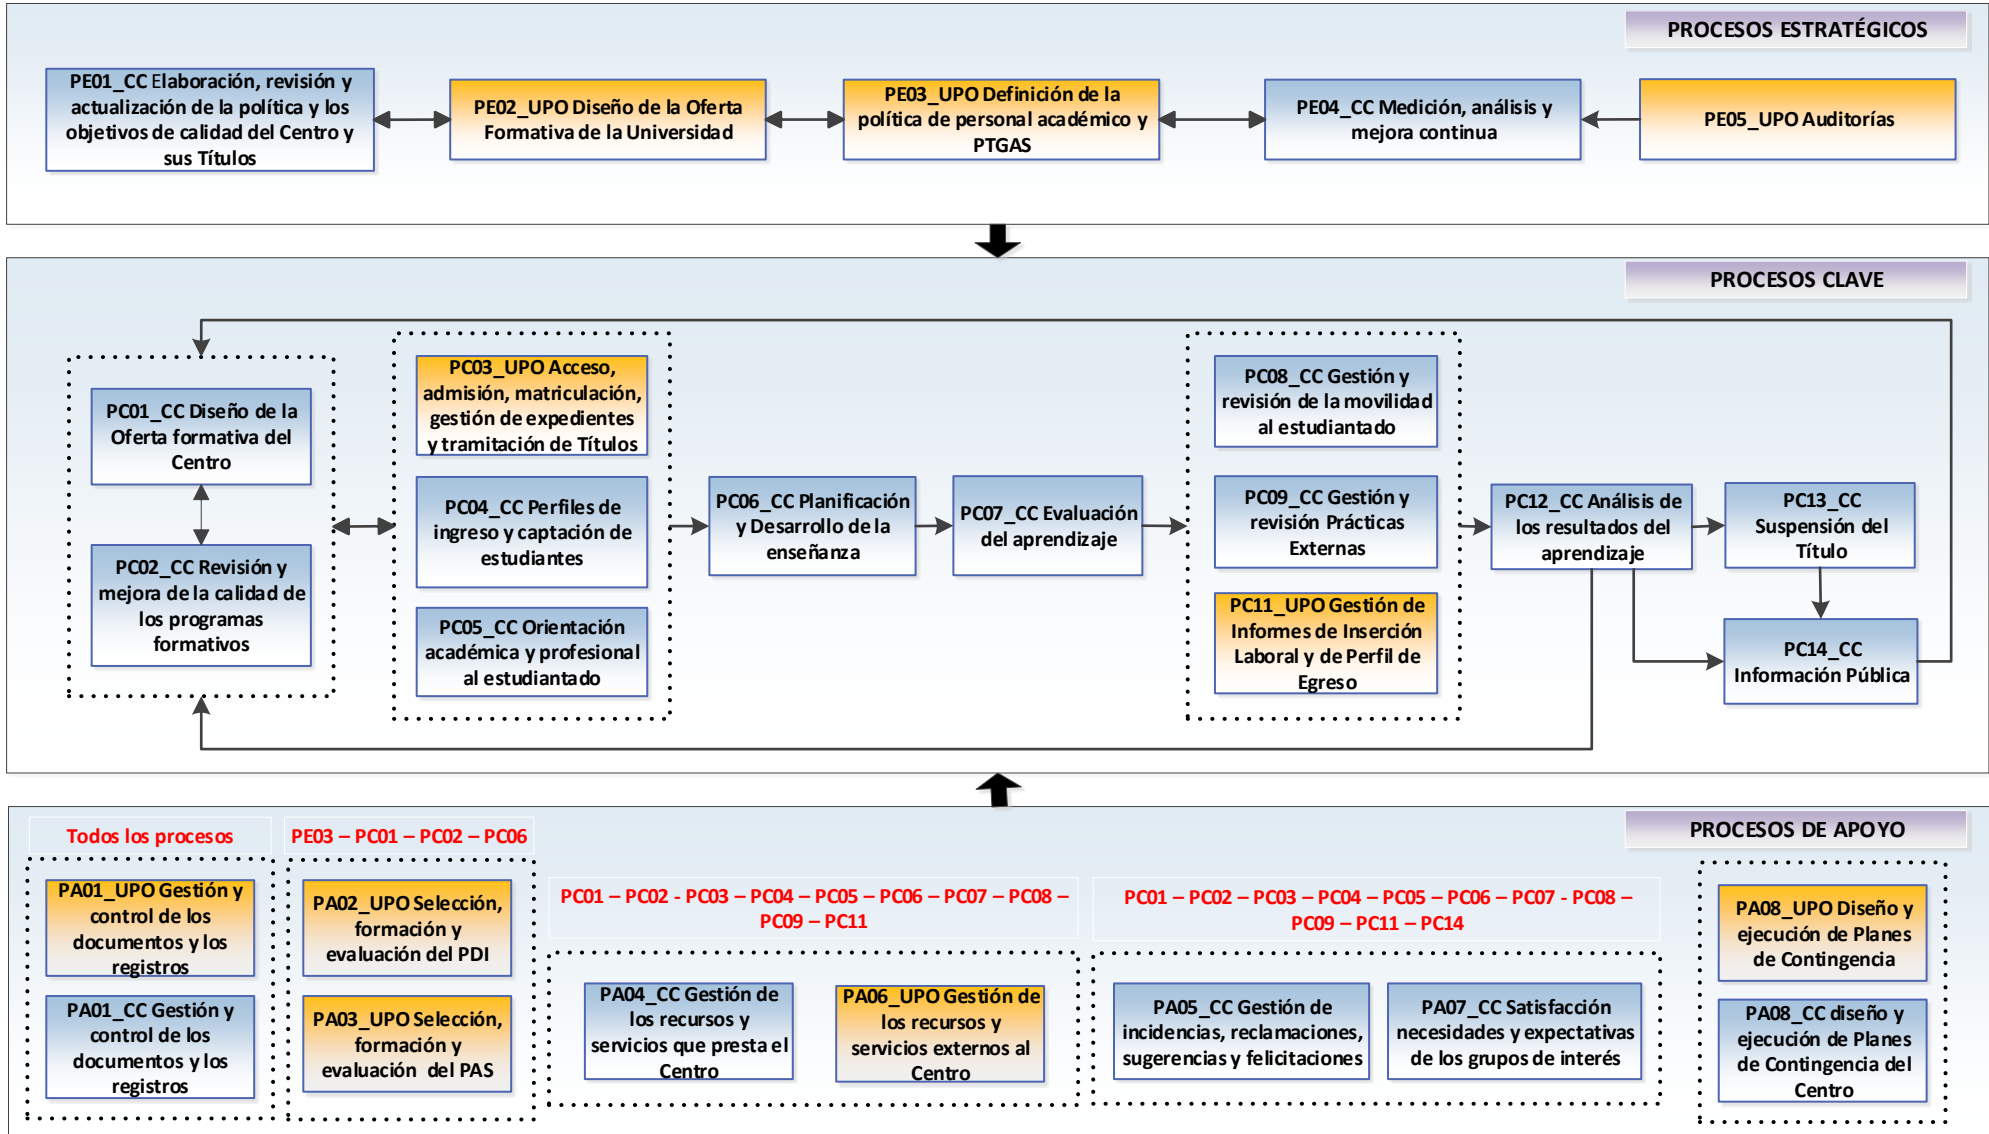 PROCESOS ESTRATÉGICOS
PE01_CC Elaboración, revisión y
actualización de la política y los
objetivos de calidad del Centro y
sus Títulos
PE02_UPO Diseño de la Oferta
Formativa de la Universidad
PE03_UPO Definición de la
política de personal académico y
PTGAS
PE04_CC Medición, análisis y
mejora continua
PE05_UPO Auditorías
PROCESOS CLAVE
PC01_CC Diseño de la
Oferta formativa del
Centro
PC02_CC Revisión y
mejora de la calidad de
los programas
formativos
PC03_UPO Acceso,
admisión, matriculación,
gestión de expedientes
y tramitación de Títulos
PC04_CC Perfiles de
ingreso y captación de
estudiantes
PC05_CC Orientación
académica y profesional
al estudiantado
PC06_CC Planificación
y Desarrollo de la
enseñanza
PC07_CC Evaluación
del aprendizaje
PC08_CC Gestión y
revisión de la movilidad
al estudiantado
PC09_CC Gestión y
revisión Prácticas
Externas
PC11_UPO Gestión de
Informes de Inserción
Laboral y de Perfil de
Egreso
PC12_CC Análisis de
los resultados del
aprendizaje
PC13_CC
Suspensión del
Título
PC14_CC
Información Pública
PROCESOS DE APOYO
Todos los procesos
PA01_UPO Gestión y
control de los
documentos y los
registros
PA01_CC Gestión y
control de los
documentos y los
registros
PE03 – PC01 – PC02 – PC06
PA02_UPO Selección,
formación y
evaluación del PDI
PA03_UPO Selección,
formación y
evaluación del PAS
PC01 – PC02 - PC03 – PC04 – PC05 – PC06 – PC07 – PC08 –
PC09 – PC11
PA04_CC Gestión de
los recursos y
servicios que presta el
Centro
PA06_UPO Gestión de
los recursos y
servicios externos al
Centro
PC01 – PC02 – PC03 – PC04 – PC05 – PC06 – PC07 - PC08 –
PC09 – PC11 – PC14
PA05_CC Gestión de
incidencias, reclamaciones,
sugerencias y felicitaciones
PA07_CC Satisfacción
necesidades y expectativas
de los grupos de interés
PA08_UPO Diseño y
ejecución de Planes
de Contingencia
PA08_CC diseño y
ejecución de Planes
de Contingencia del
Centro